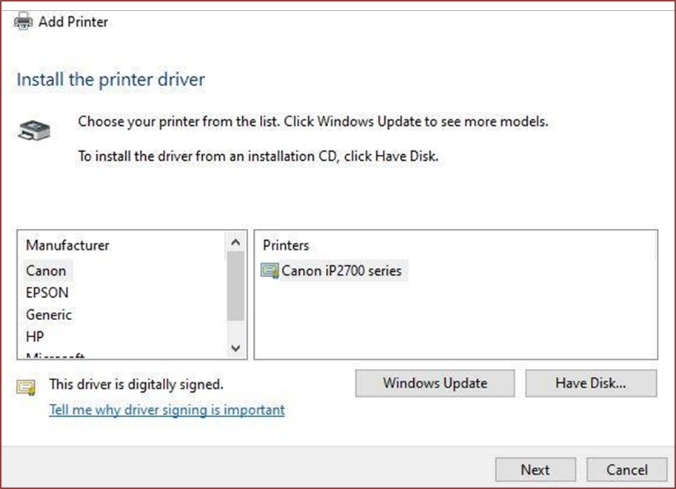 Add Printer
Install the printer driver
Choose your printer from the list. Click Windows Update to see more models.
To install the driver from an installation CD, click Have Disk.
Manufacturer
Canon
EPSON
Generic
HP
Microsoft
Printers
Canon iP2700 series
This driver is digitally signed.
Tell me why driver signing is important
Windows Update
Have Disk...
Next
Cancel